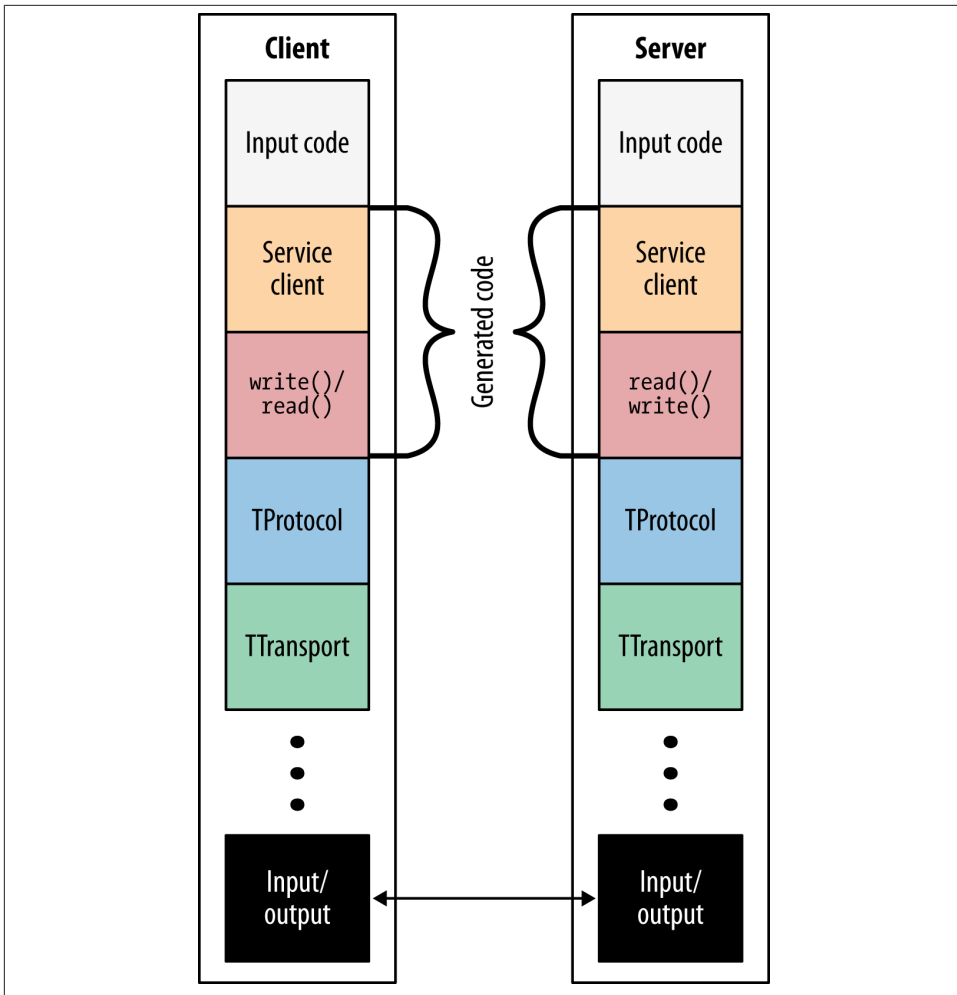 Client
Input code
Service
client
write()/
read()
TProtocol
TTransport
Input/
output
Generated code
Server
Input code
Service
client
read()/
write()
TProtocol
TTransport
Input/
output